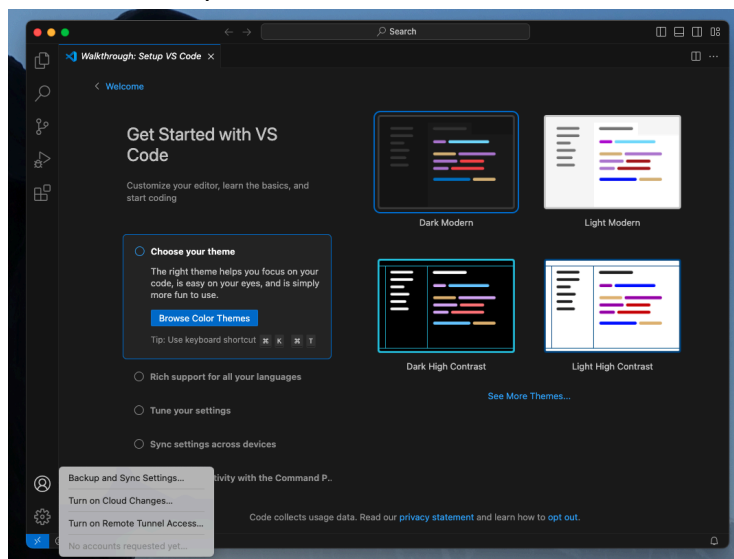 Search
Walkthrough: Setup VS Code
Welcome
Get Started with VS
Code
Customize your editor, learn the basics, and
start coding
Choose your theme
The right theme helps you focus on your
code, is easy on your eyes, and is simply
more fun to use.
Browse Color Themes
Tip: Use keyboard shortcut ⌘ K ⌘ T
Rich support for all your languages
Tune your settings
Sync settings across devices
tivity with the Command P..
Dark Modern
Light Modern
Dark High Contrast
Light High Contrast
See More Themes...
Backup and Sync Settings...
Turn on Cloud Changes...
Turn on Remote Tunnel Access...
No accounts requested yet...
Code collects usage data. Read our privacy statement and learn how to opt out.